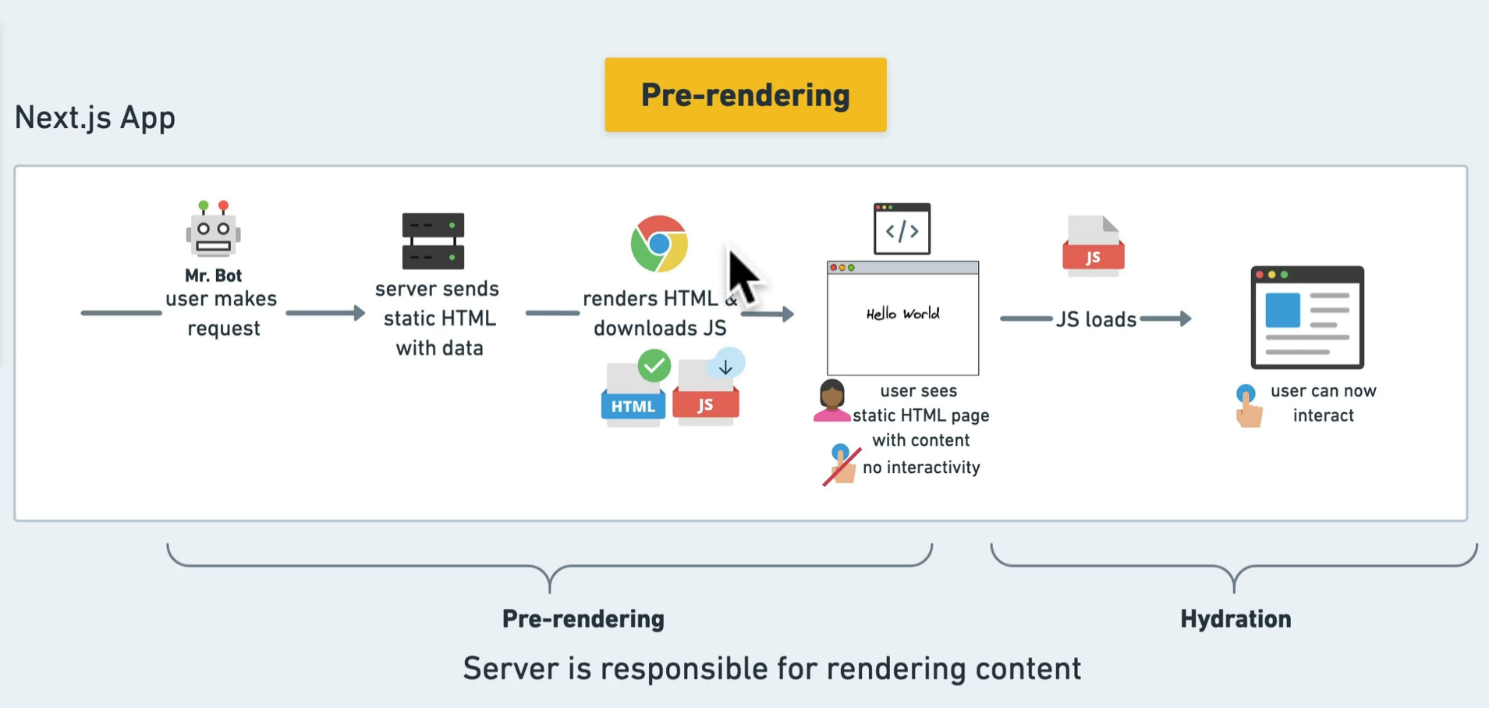 Pre-rendering
Next.js App
Mr. Bot
user makes
request
server sends
static HTML
with data
renders HTML &
downloads JS
HTML
JS
</>
Hello World
user sees
static HTML page
with content
no interactivity
JS
JS loads
user can now
interact
Pre-rendering
Hydration
Server is responsible for rendering content